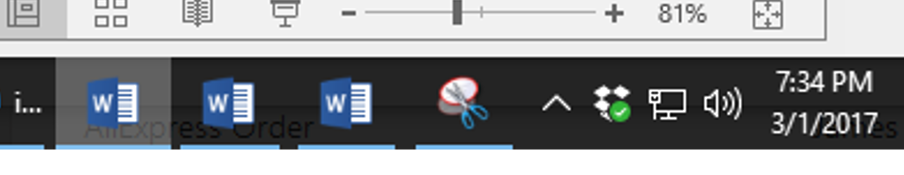 81%
i...
W
W
W
7:34 PM
AliExpress Order
3/1/2017